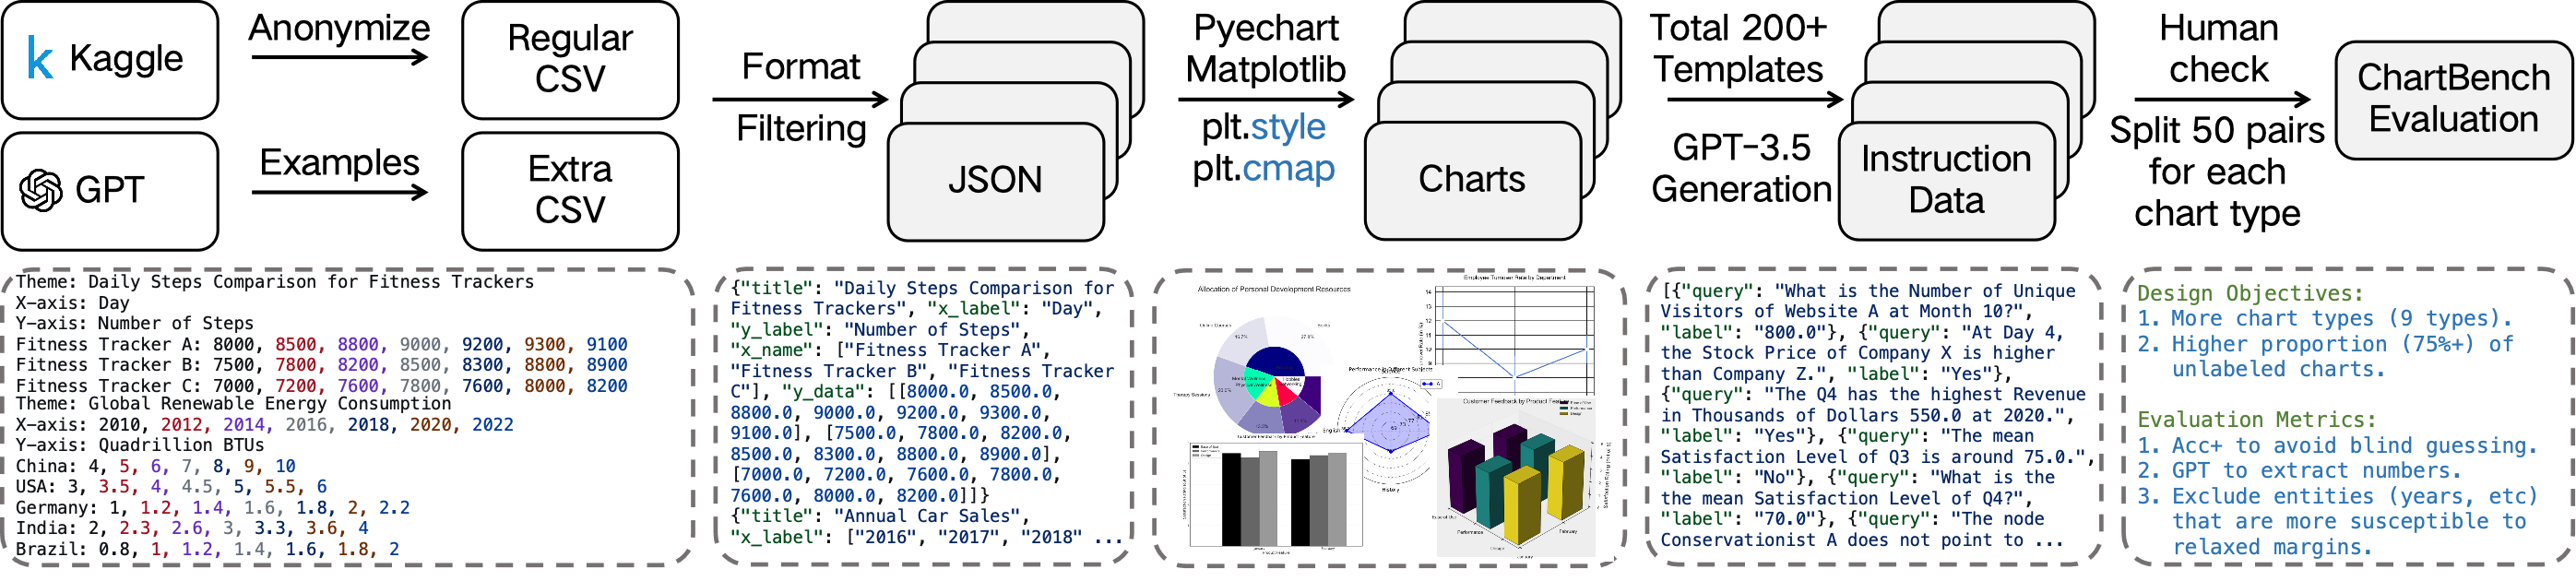 k Kaggle
Anonymize
Regular
CSV
GPT
Examples
Extra
CSV
Format
Filtering
JSON
Pyechart
Matplotlib
plt.style
plt.cmap
Charts
Total 200+
Templates
GPT-3.5
Generation
Instruction
Data
Human
check
Split 50 pairs
for each
chart type
ChartBench
Evaluation
Theme: Daily Steps Comparison for Fitness Trackers
X-axis: Day
Y-axis: Number of Steps
Fitness Tracker A: 8000, 8500, 8800, 9000, 9200, 9300, 9100
Fitness Tracker B: 7500, 7800, 8200, 8500, 8300, 8800, 8900
Fitness Tracker C: 7000, 7200, 7600, 7800, 7600, 8000, 8200
Theme: Global Renewable Energy Consumption
X-axis: 2010, 2012, 2014, 2016, 2018, 2020, 2022
Y-axis: Quadrillion BTUs
China: 4, 5, 6, 7, 8, 9, 10
USA: 3, 3.5, 4, 4.5, 5, 5.5, 6
Germany: 1, 1.2, 1.4, 1.6, 1.8, 2, 2.2
India: 2, 2.3, 2.6, 3, 3.3, 3.6, 4
Brazil: 0.8, 1, 1.2, 1.4, 1.6, 1.8, 2
{"title": "Daily Steps Comparison for
Fitness Trackers", "x_label": "Day",
"y_label": "Number of Steps",
"x_name": ["Fitness Tracker A",
"Fitness Tracker B", "Fitness Tracker
C"], "y_data": [[8000.0, 8500.0,
8800.0, 9000.0, 9200.0, 9300.0,
9100.0], [7500.0, 7800.0, 8200.0,
8500.0, 8300.0, 8800.0, 8900.0],
[7000.0, 7200.0, 7600.0, 7800.0,
7600.0, 8000.0, 8200.0]]}
{"title": "Annual Car Sales",
"x_label": ["2016", "2017", "2018" ...
Allocation of Personal Development Resources
Employee Turnover Rate by Department
Performance in Different Subjects
English
History
Customer Feedback by Product Feature
Customer Feedback by Product Feature
Performance
February
[{"query": "What is the Number of Unique
Visitors of Website A at Month 10?",
"label": "800.0"}, {"query": "At Day 4,
the Stock Price of Company X is higher
than Company Z.", "label": "Yes"},
{"query": "The Q4 has the highest Revenue
in Thousands of Dollars 550.0 at 2020.",
"label": "Yes"}, {"query": "The mean
Satisfaction Level of Q3 is around 75.0.",
"label": "No"}, {"query": "What is the
the mean Satisfaction Level of Q4?",
"label": "70.0"}, {"query": "The node
Conservationist A does not point to ...
Design Objectives:
1. More chart types (9 types).
2. Higher proportion (75%+) of
unlabeled charts.
Evaluation Metrics:
1. Acc+ to avoid blind guessing.
2. GPT to extract numbers.
3. Exclude entities (years, etc)
that are more susceptible to
relaxed margins.